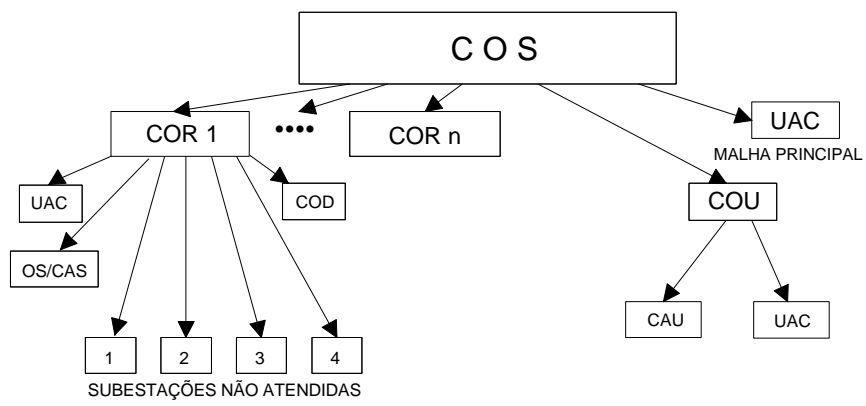 C O S
COR 1
••••
COR n
UAC
MALHA PRINCIPAL
UAC
COD
COU
OS/CAS
CAU
UAC
1
2
3
4
SUBESTAÇÕES NÃO ATENDIDAS